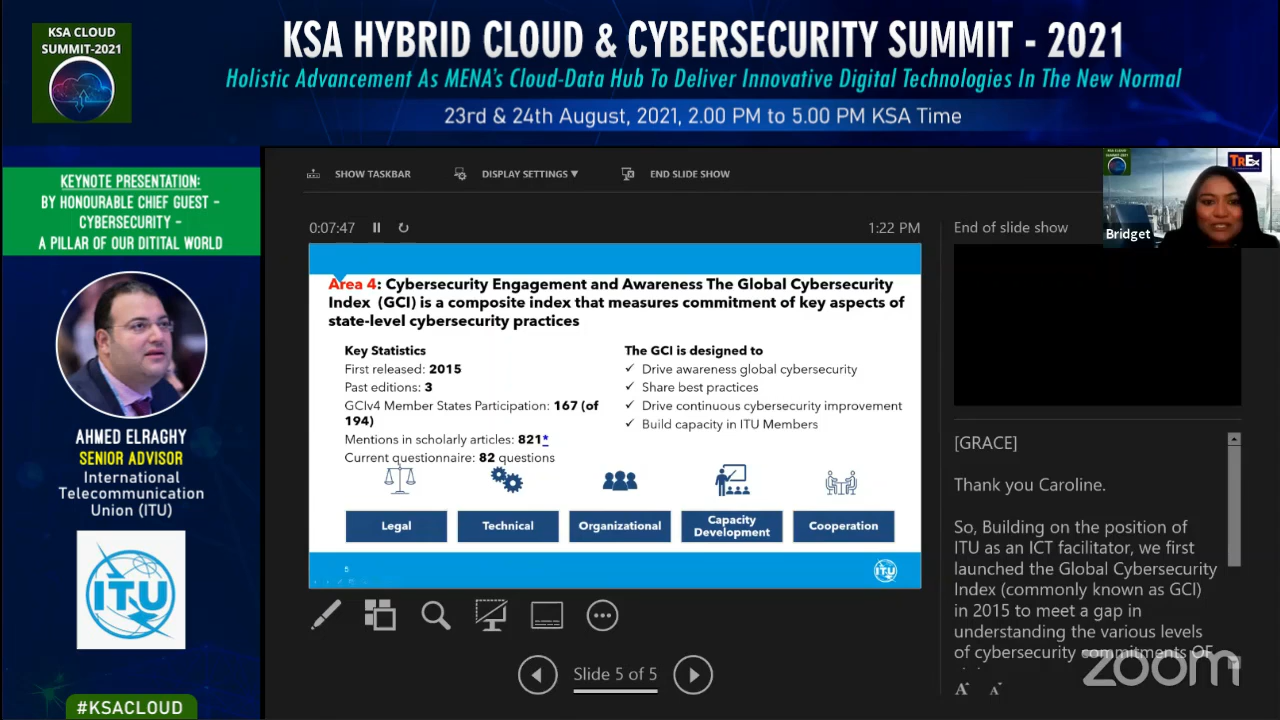 KSA CLOUD
SUMMIT-2021
KSA HYBRID CLOUD & CYBERSECURITY SUMMIT - 2021
Holistic Advancement As MENA's Cloud-Data Hub To Deliver Innovative Digital Technologies In The New Normal
23rd & 24th August, 2021, 2.00 PM to 5.00 PM KSA Time
KEYNOTE PRESENTATION:
BY HONOURABLE CHIEF GUEST -
CYBERSECURITY -
A PILLAR OF OUR DITITAL WORLD
AHMED ELRAGHY
SENIOR ADVISOR
International
Telecommunication
Union (ITU)
ITU
#KSACLOUD
SHOW TASKBAR
DISPLAY SETTINGS ▼
END SLIDE SHOW
0:07:47
1:22 PM
Area 4: Cybersecurity Engagement and Awareness The Global Cybersecurity
Index (GCI) is a composite index that measures commitment of key aspects of
state-level cybersecurity practices
Key Statistics
First released: 2015
Past editions: 3
GCIv4 Member States Participation: 167 (of
194)
Mentions in scholarly articles: 821*
Current questionnaire: 82 questions
The GCI is designed to
✓ Drive awareness global cybersecurity
✓ Share best practices
✓ Drive continuous cybersecurity improvement
✓ Build capacity in ITU Members
Legal
Technical
Organizational
Capacity
Development
Cooperation
5
ITU
Slide 5 of 5
End of slide show
TREx
Bridget
[GRACE]
Thank you Caroline.
So, Building on the position of
ITU as an ICT facilitator, we first
launched the Global Cybersecurity
Index (commonly known as GCI)
in 2015 to meet a gap in
understanding the various levels
of cybersecurity commitments OF
zoom
A A